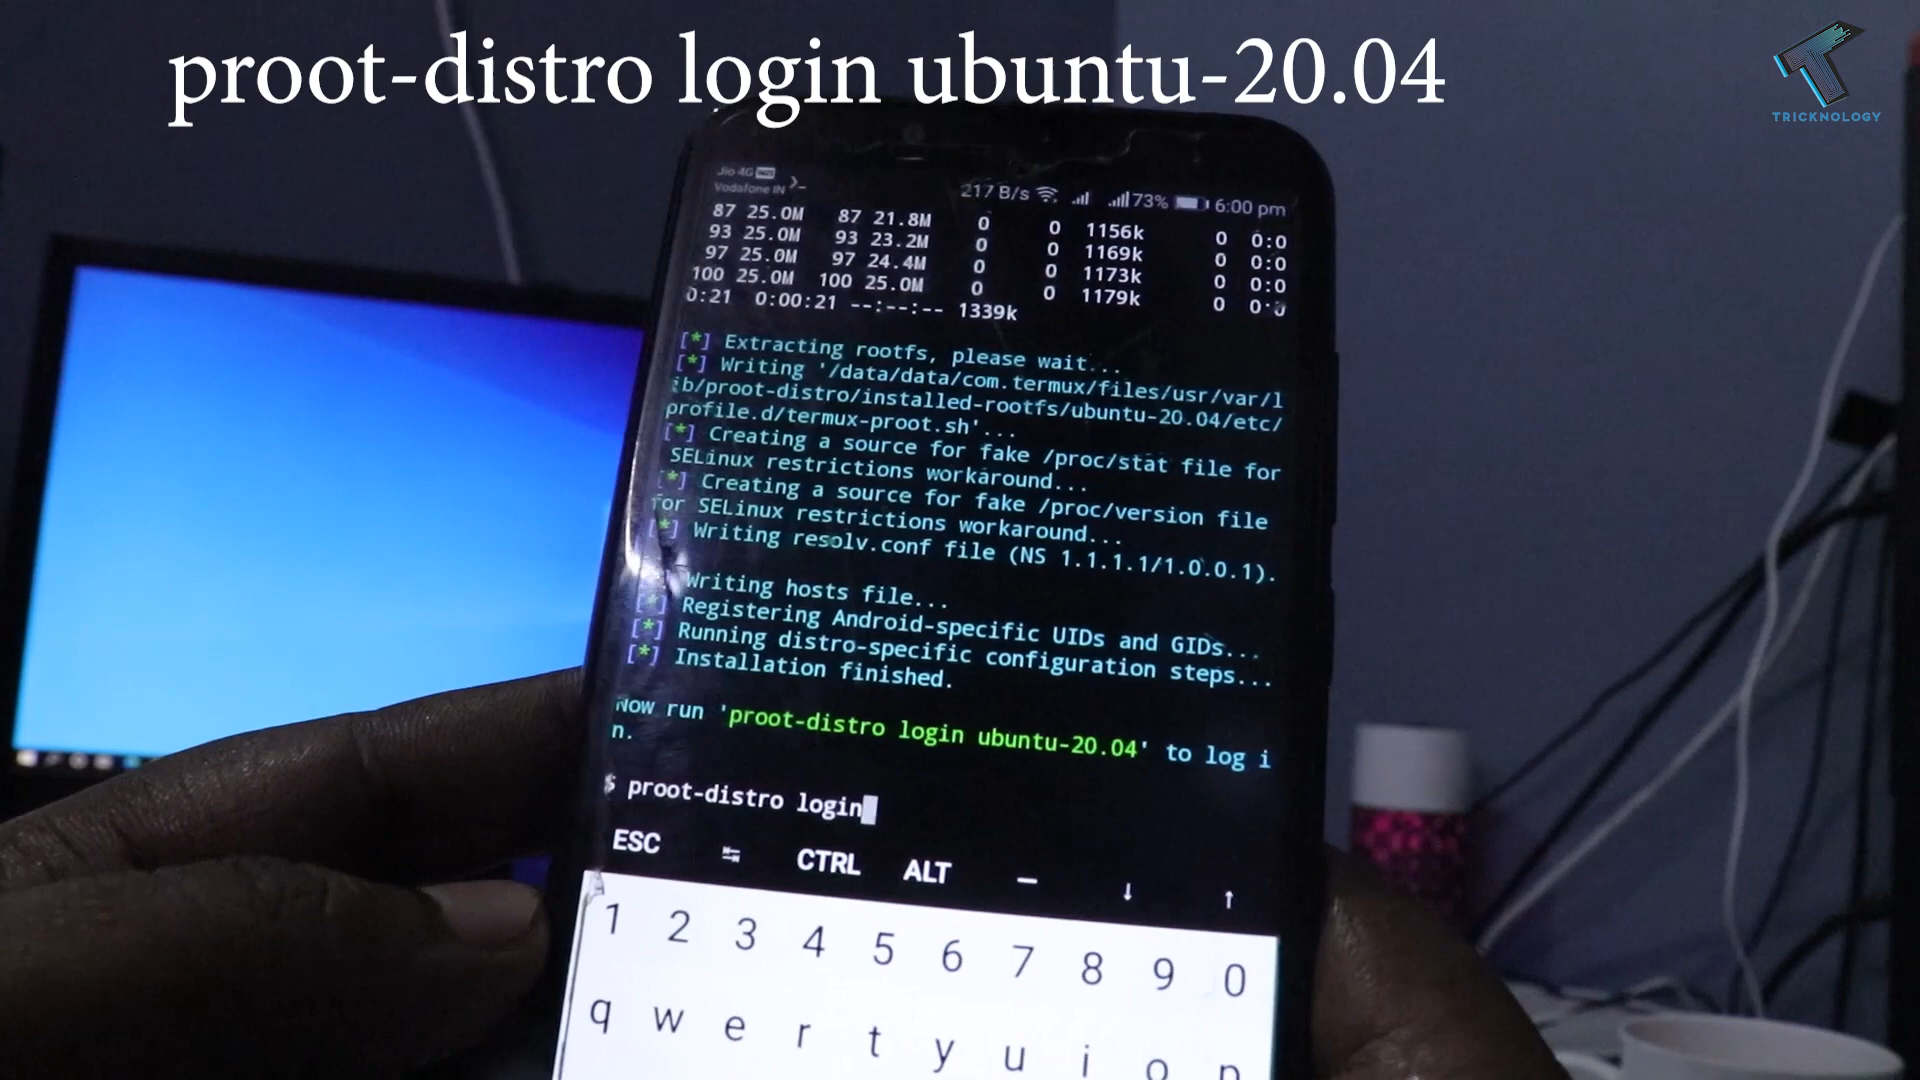 proot-distro login ubuntu-20.04
TRICKNOLOGY
Jio 4G
Vodafone IN
217 B/s 73% 6:00 pm
87 25.0M 87 21.8M 0 0 1156k 0 0:0
93 25.0M 93 23.2M 0 0 1169k 0 0:0
97 25.0M 97 24.4M 0 0 1173k 0 0:0
100 25.0M 100 25.0M 0 0 1179k 0 0:0
0:21 0:00:21 --:--:-- 1339k
[*] Extracting rootfs, please wait...
[*] Writing '/data/data/com.termux/files/usr/var/l
ib/proot-distro/installed-rootfs/ubuntu-20.04/etc/
profile.d/termux-proot.sh'...
[*] Creating a source for fake /proc/stat file for
SELinux restrictions workaround...
[*] Creating a source for fake /proc/version file
for SELinux restrictions workaround...
[*] Writing resolv.conf file (NS 1.1.1.1/1.0.0.1).
Writing hosts file...
[*] Registering Android-specific UIDs and GIDs...
[*] Running distro-specific configuration steps...
[*] Installation finished.
Now run 'proot-distro login ubuntu-20.04' to log i
n.
$ proot-distro login
ESC ↹ CTRL ALT — ↓ ↑
1 2 3 4 5 6 7 8 9 0
q w e r t y u i o p